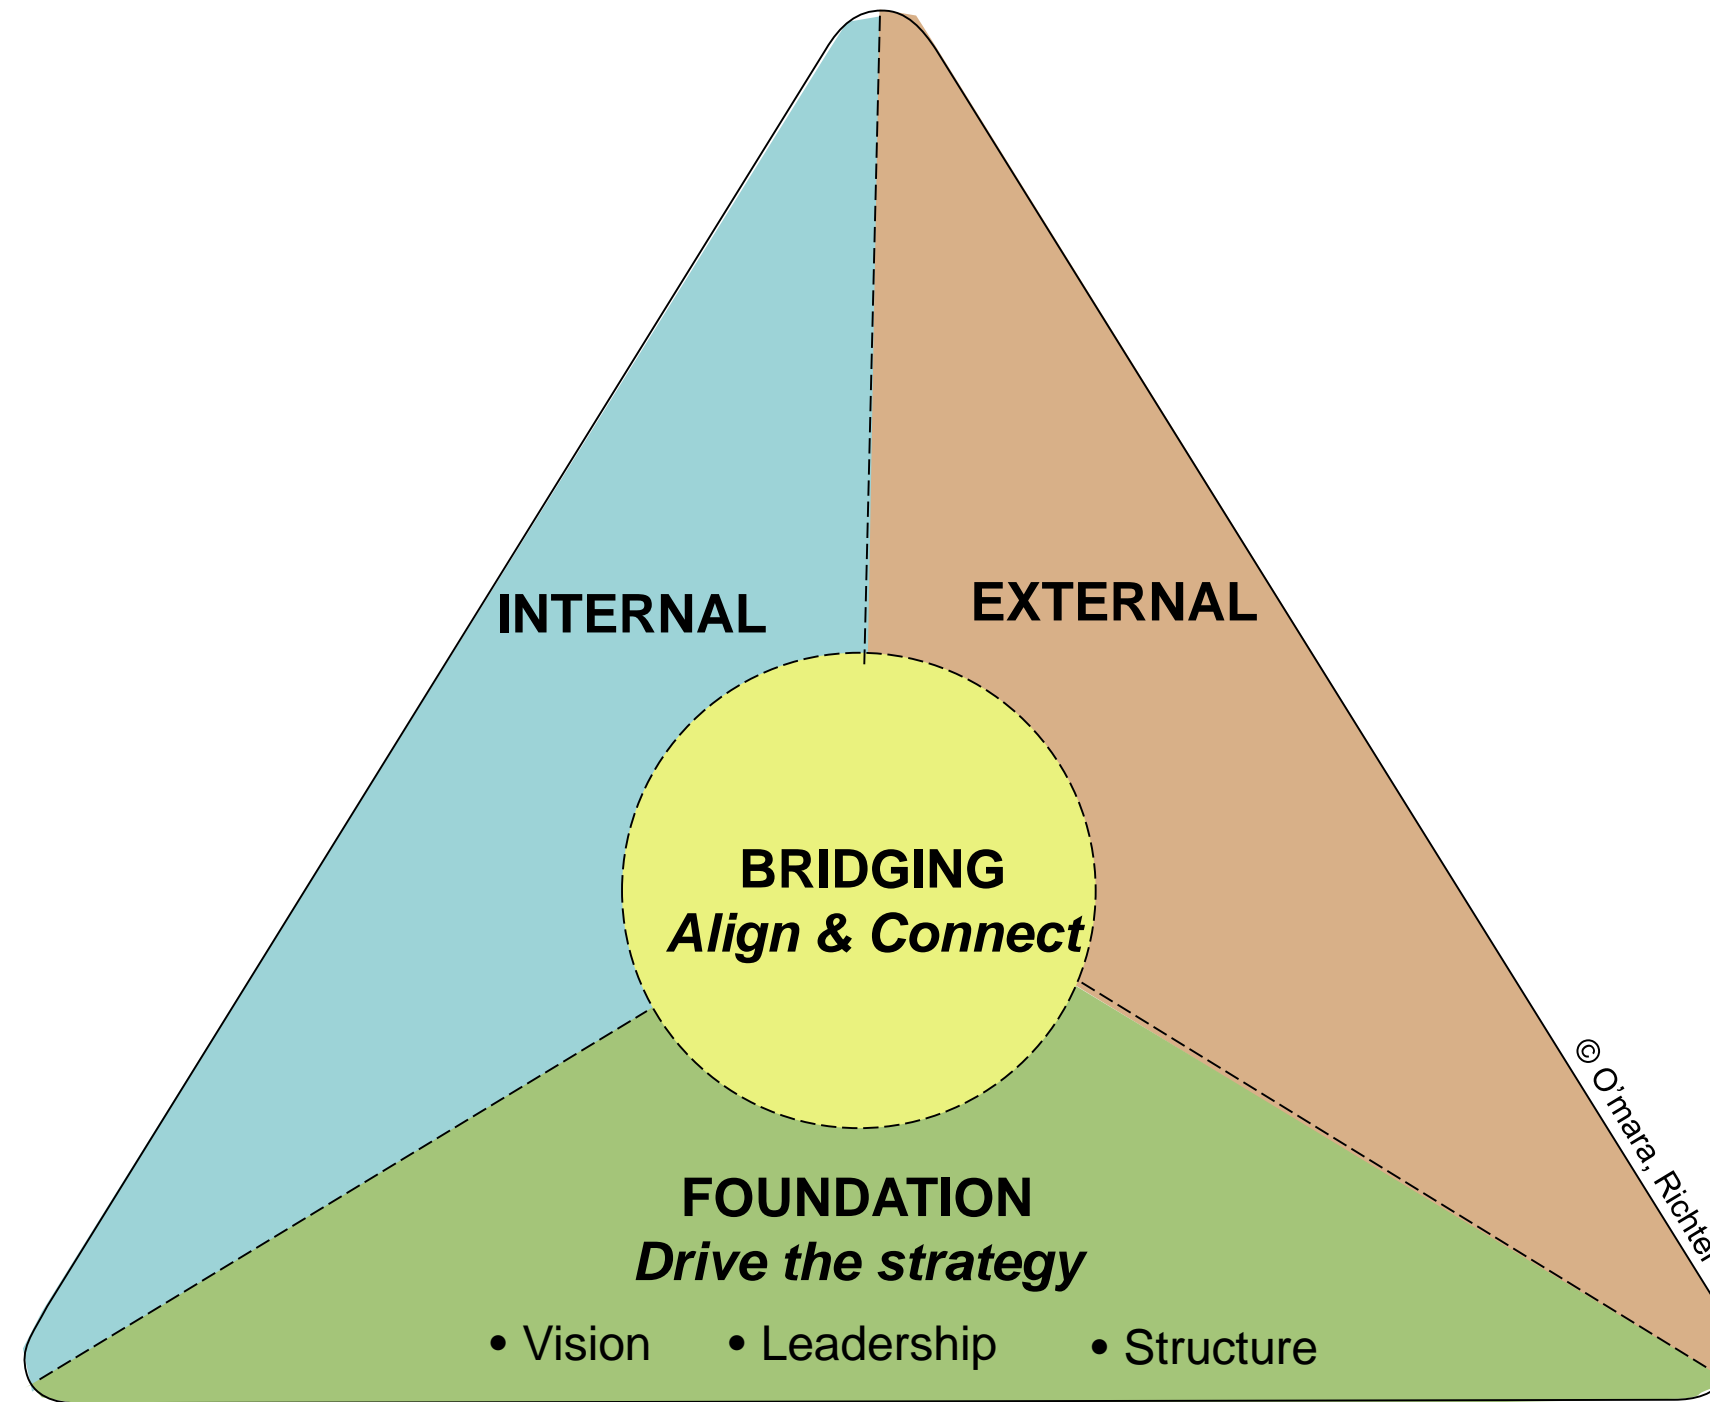 INTERNAL
EXTERNAL
BRIDGING
Align & Connect
FOUNDATION
Drive the strategy
• Vision • Leadership • Structure
© O’mara, Richter